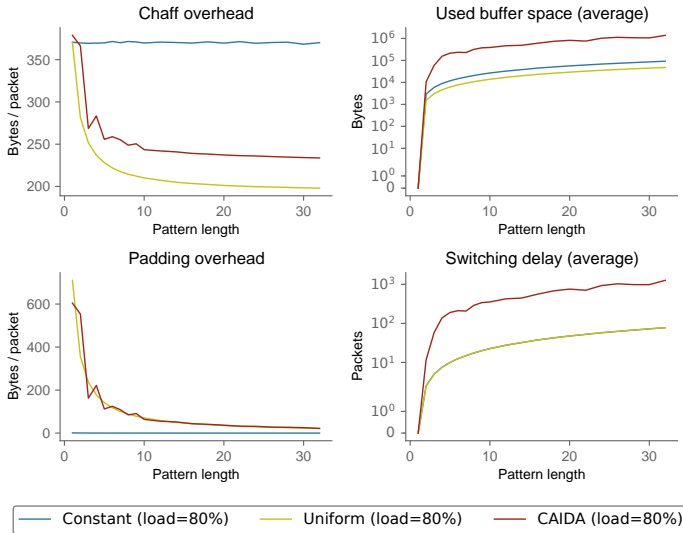 Chaff overhead
Bytes / packet
350
300
250
200
0
10
20
30
Pattern length
Used buffer space (average)
Bytes
10^6
10^5
10^4
10^3
10^2
10^1
10^0
0
0
10
20
30
Pattern length
Padding overhead
Bytes / packet
600
400
200
0
0
10
20
30
Pattern length
Switching delay (average)
Packets
10^3
10^2
10^1
10^0
0
0
10
20
30
Pattern length
Constant (load=80%) Uniform (load=80%) CAIDA (load=80%)